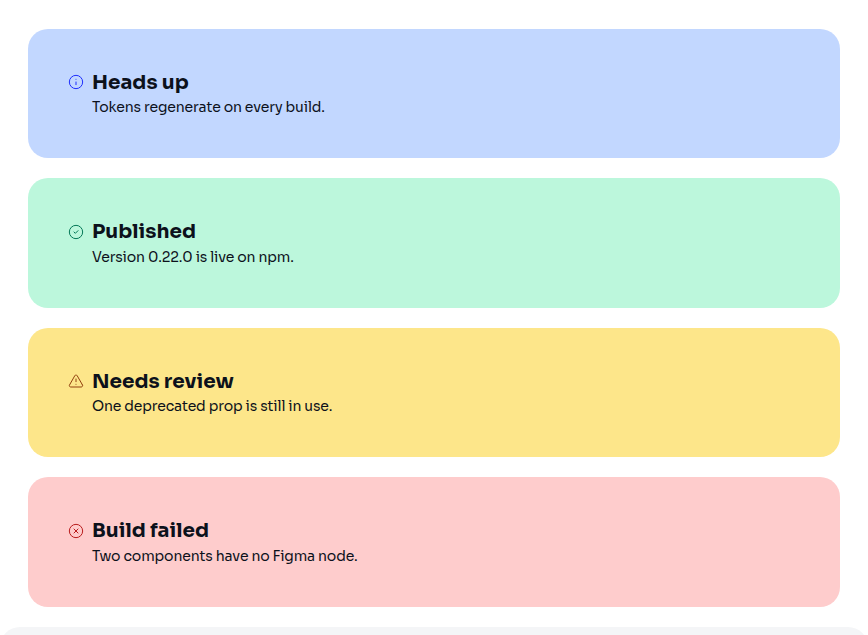 Heads up
Tokens regenerate on every build.
Published
Version 0.22.0 is live on npm.
Needs review
One deprecated prop is still in use.
Build failed
Two components have no Figma node.